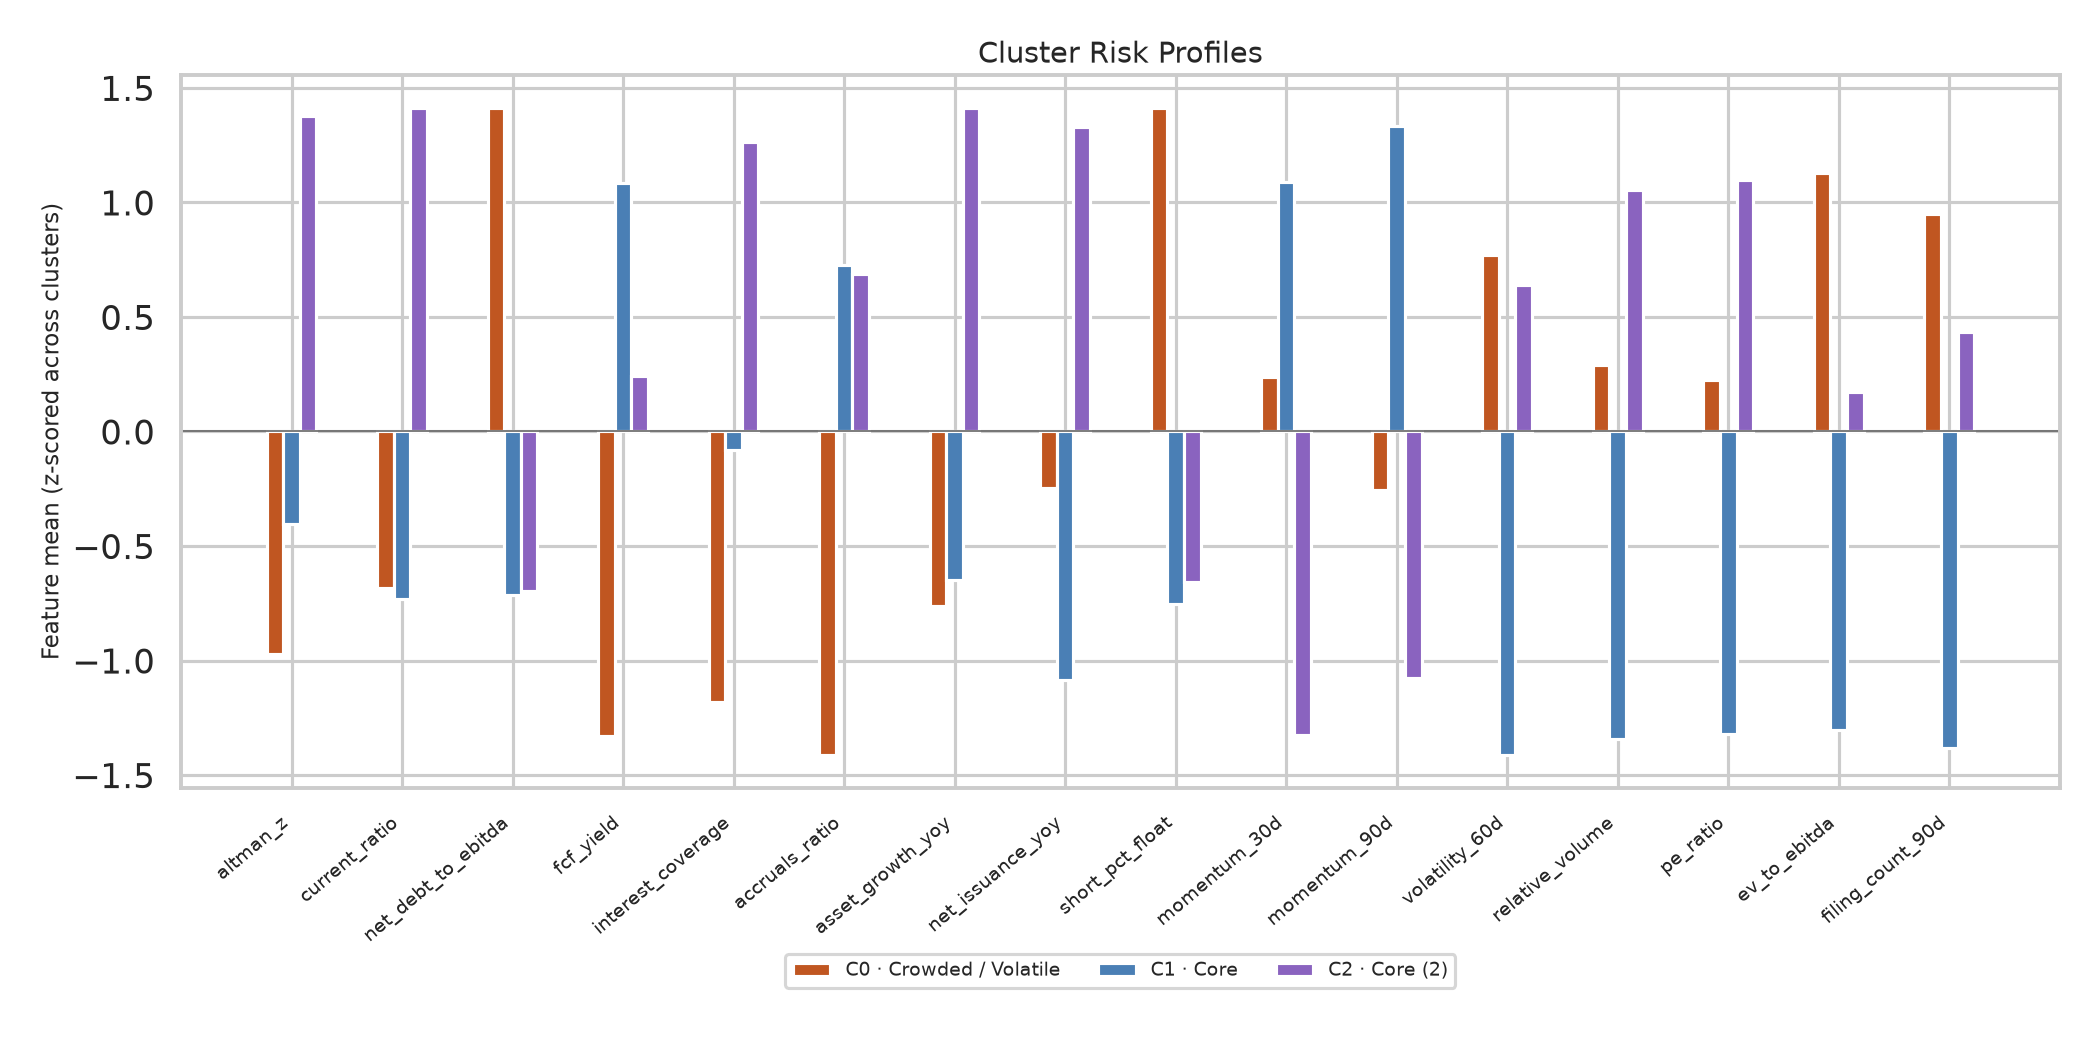 Cluster Risk Profiles
Feature mean (z-scored across clusters)
1.5
1.0
0.5
0.0
−0.5
−1.0
−1.5
altman_z
current_ratio
net_debt_to_ebitda
fcf_yield
interest_coverage
accruals_ratio
asset_growth_yoy
net_issuance_yoy
short_pct_float
momentum_30d
momentum_90d
volatility_60d
relative_volume
pe_ratio
ev_to_ebitda
filing_count_90d
C0 · Crowded / Volatile
C1 · Core
C2 · Core (2)